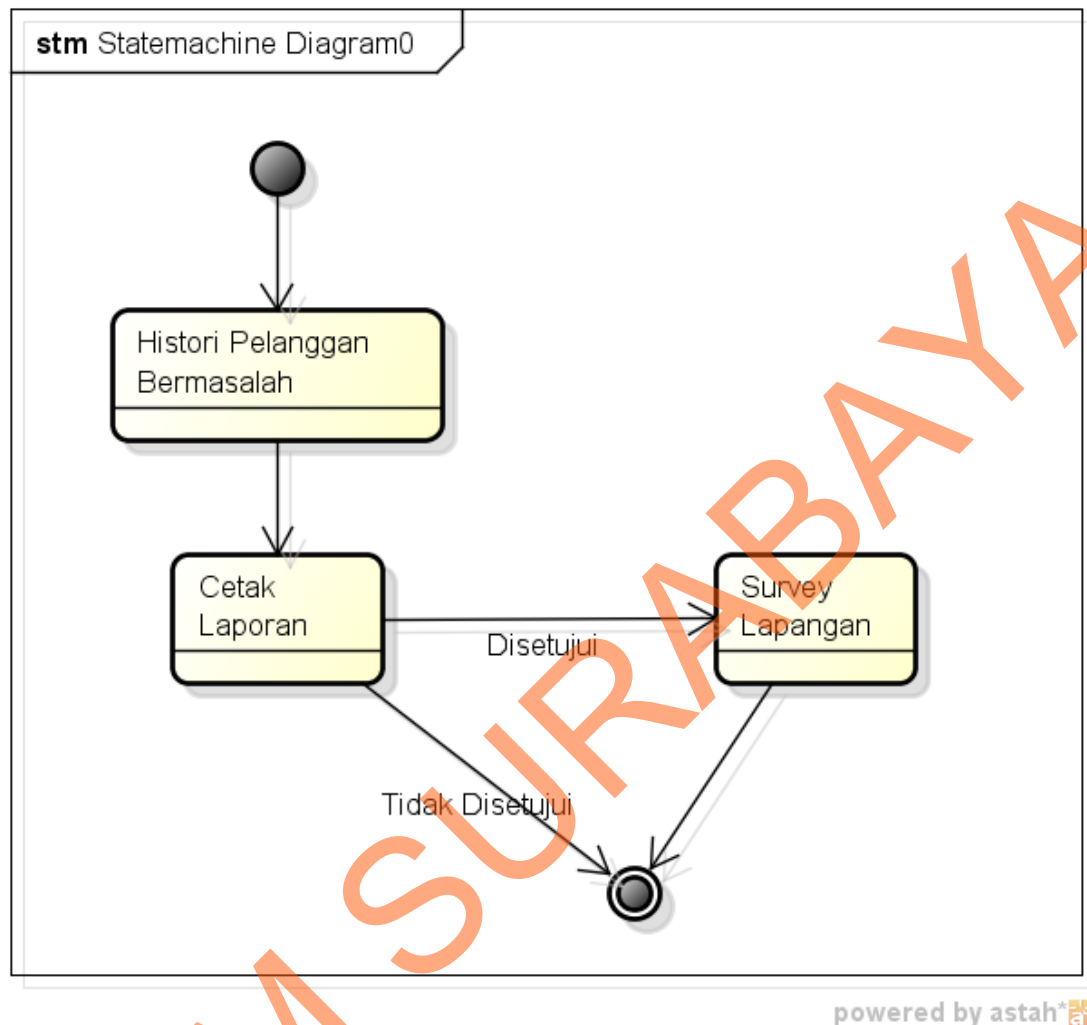 stm Statemachine Diagram0
Histori Pelanggan
Bermasalah
Cetak
Laporan
Disetujui
Survey
Lapangan
Tidak Disetujui
M SURABAYA
powered by astah*